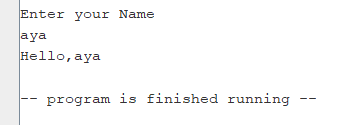 Enter your Name
aya
Hello,aya
-- program is finished running --